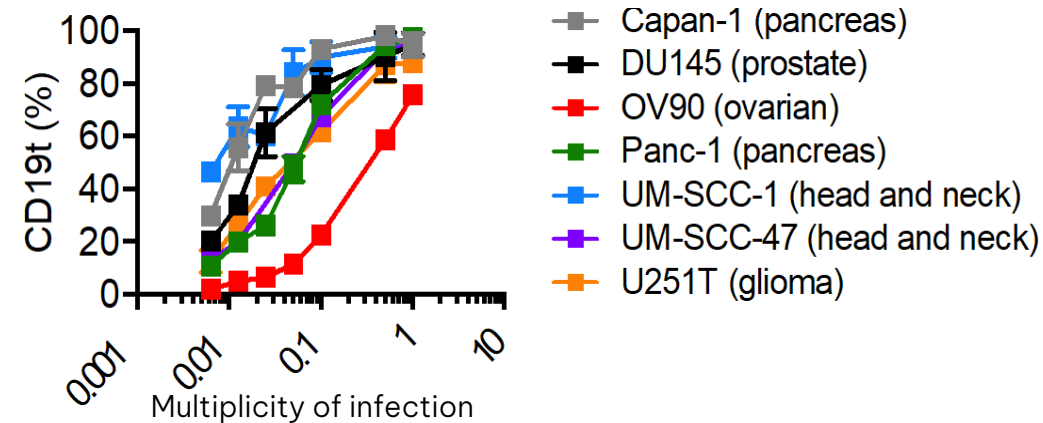 CD19t (%)
100
80
60
40
20
0
0.001
0.01
0.1
1
10
Multiplicity of infection
Capan-1 (pancreas)
DU145 (prostate)
OV90 (ovarian)
Panc-1 (pancreas)
UM-SCC-1 (head and neck)
UM-SCC-47 (head and neck)
U251T (glioma)